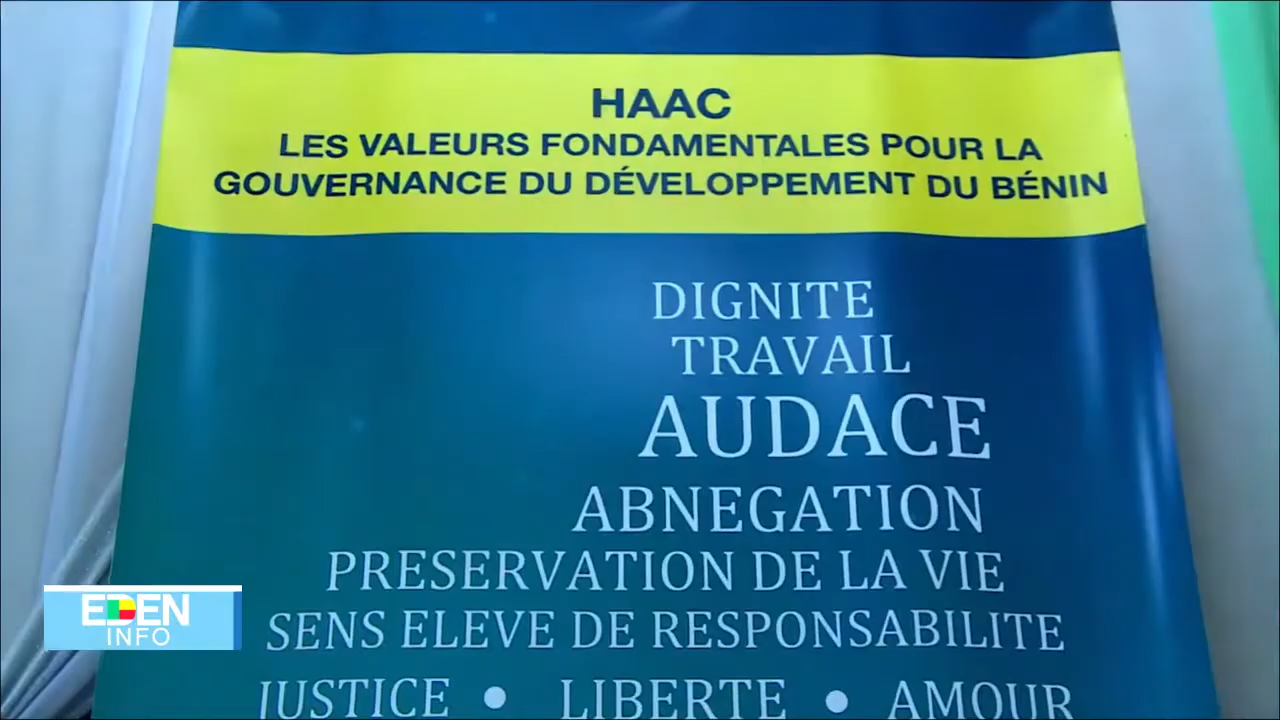 HAAC
LES VALEURS FONDAMENTALES POUR LA
GOUVERNANCE DU DÉVELOPPEMENT DU BÉNIN
DIGNITE
TRAVAIL
AUDACE
ABNEGATION
PRESERVATION DE LA VIE
SENS ELEVE DE RESPONSABILITE
JUSTICE • LIBERTE • AMOUR
EDEN
INFO